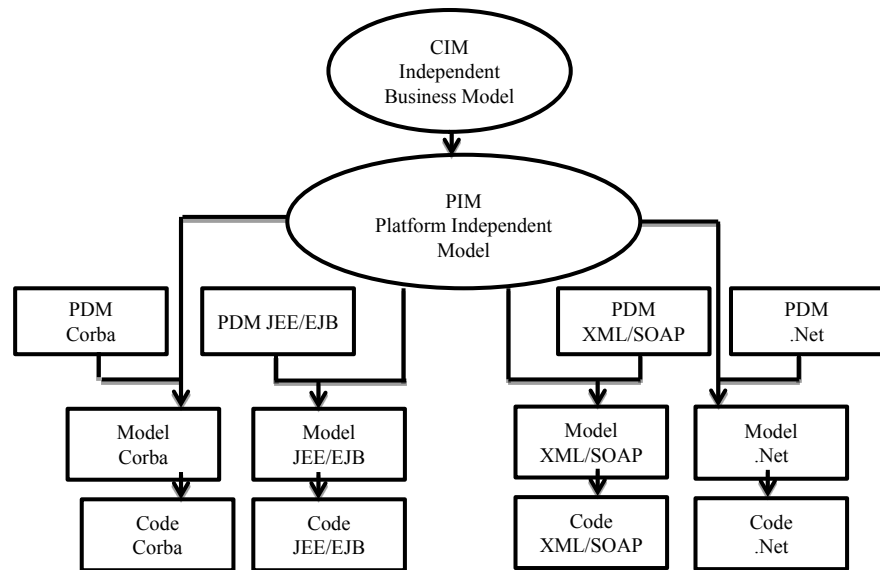 CIM
Independent
Business Model
PIM
Platform Independent
Model
PDM
Corba
PDM JEE/EJB
PDM
XML/SOAP
PDM
.Net
Model
Corba
Model
JEE/EJB
Model
XML/SOAP
Model
.Net
Code
Corba
Code
JEE/EJB
Code
XML/SOAP
Code
.Net